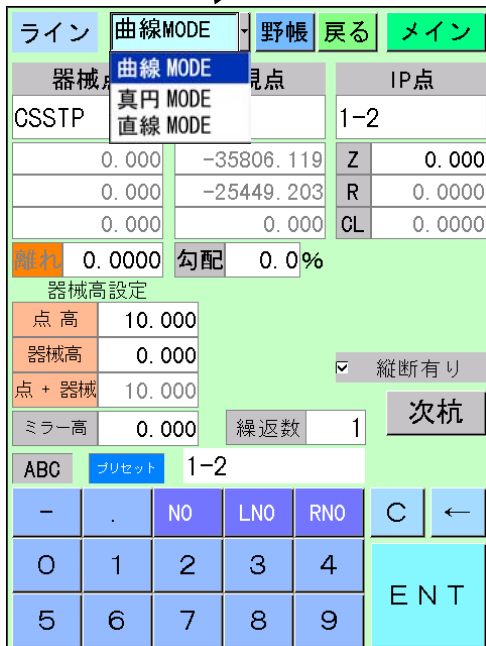 ライン 曲線MODE 野帳 戻る メイン
曲線 MODE
真円 MODE
直線 MODE
器械 視点 IP点
CSSTP 1-2
0.000 -35806.119 Z 0.000
0.000 -25449.203 R 0.0000
0.000 0.000 CL 0.0000
離れ 0.0000 勾配 0.0%
器械高設定
点 高 10.000
器械高 0.000
縦断有り
点 + 器械 10.000
次杭
ミラー高 0.000 繰返数 1
ABC プリセット 1-2
- . NO LNO RNO C ←
0 1 2 3 4
ENT
5 6 7 8 9